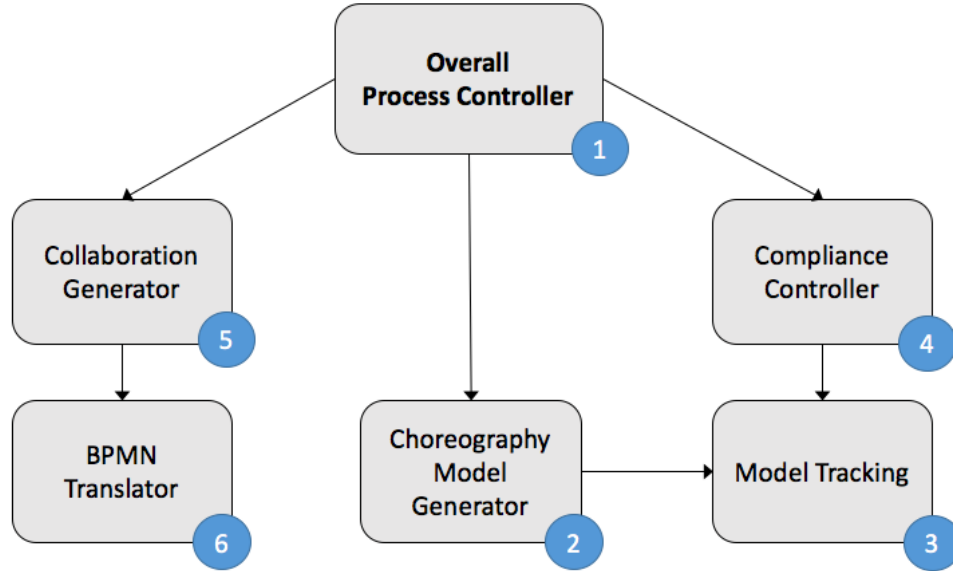 Overall
Process Controller
1
Collaboration
Generator
5
Compliance
Controller
4
BPMN
Translator
6
Choreography
Model
Generator
2
Model Tracking
3